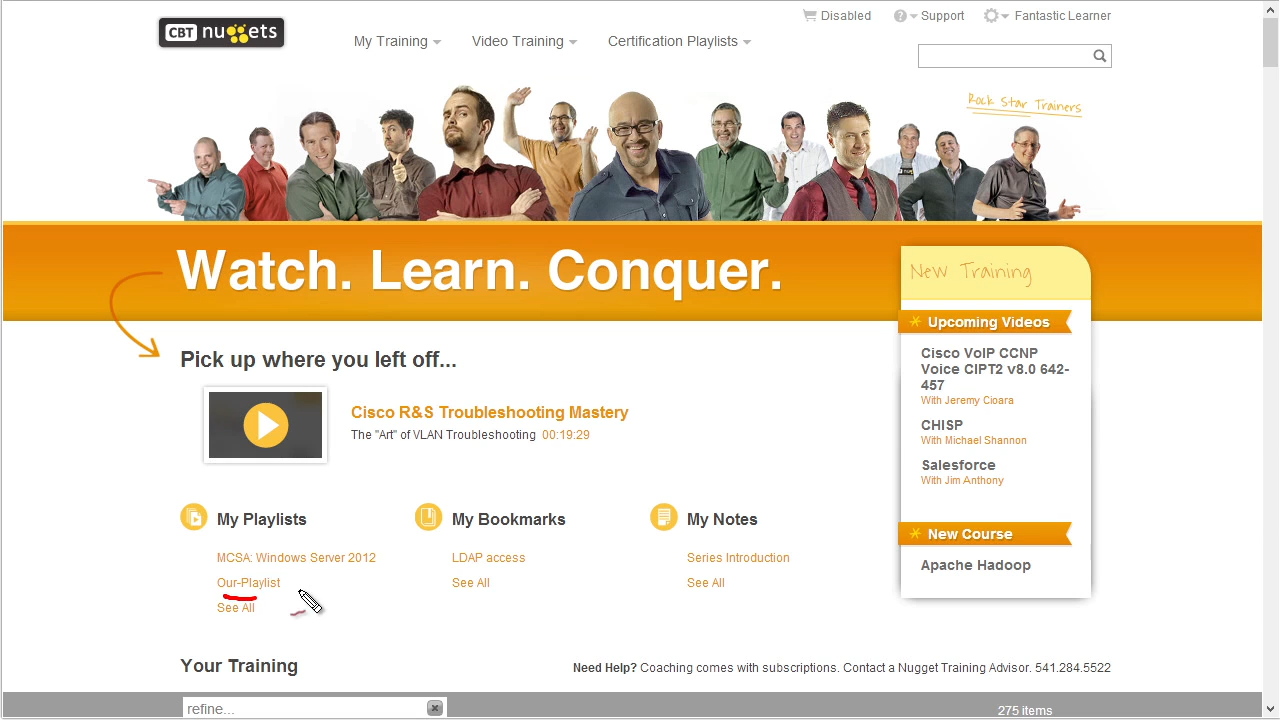 CBT nuggets
My Training
Video Training
Certification Playlists
Disabled
Support
Fantastic Learner
Rock Star Trainers
Watch. Learn. Conquer.
New Training
Upcoming Videos
Cisco VoIP CCNP
Voice CIPT2 v8.0 642-
457
With Jeremy Cioara
CHISP
With Michael Shannon
Salesforce
With Jim Anthony
New Course
Apache Hadoop
Pick up where you left off...
Cisco R&S Troubleshooting Mastery
The "Art" of VLAN Troubleshooting 00:19:29
My Playlists
MCSA: Windows Server 2012
Our-Playlist
See All
My Bookmarks
LDAP access
See All
My Notes
Series Introduction
See All
Your Training
Need Help? Coaching comes with subscriptions. Contact a Nugget Training Advisor. 541.284.5522
refine...
275 items